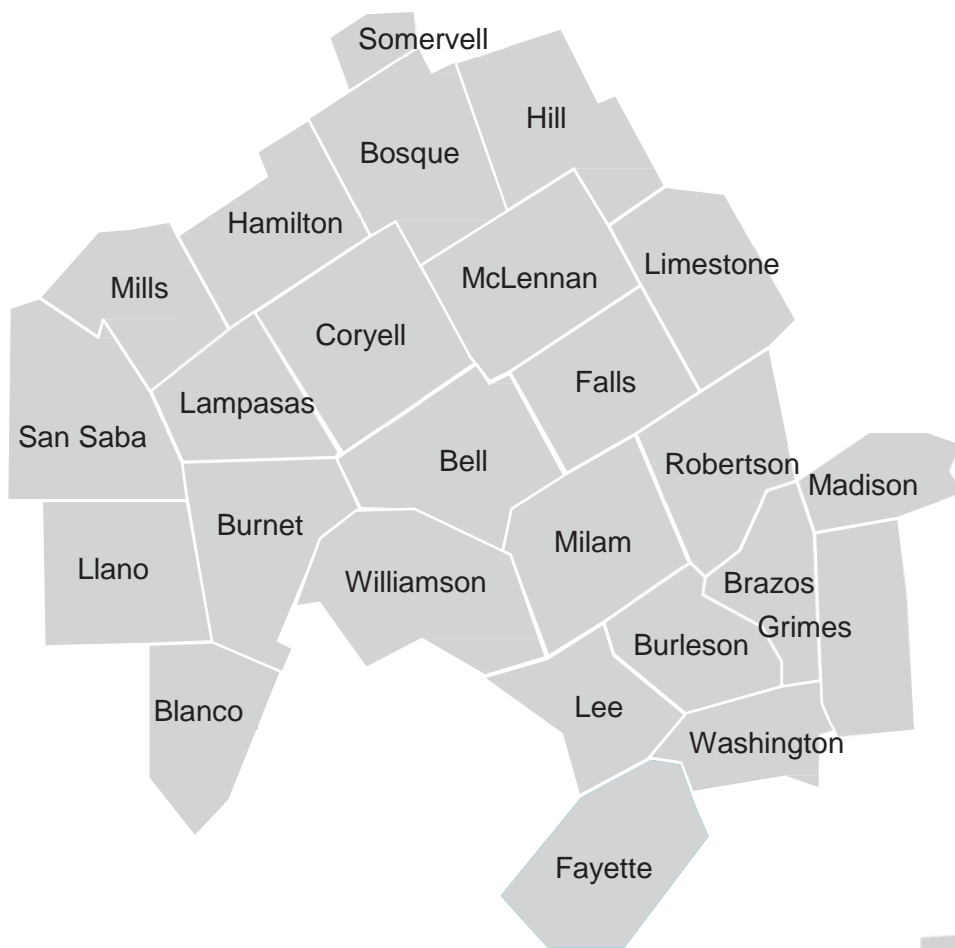 Somervell
Hill
Bosque
Hamilton
Limestone
McLennan
Mills
Coryell
Falls
Lampasas
San Saba
Bell
Robertson
Madison
Burnet
Milam
Llano
Williamson
Brazos
Grimes
Burleson
Lee
Blanco
Washington
Fayette